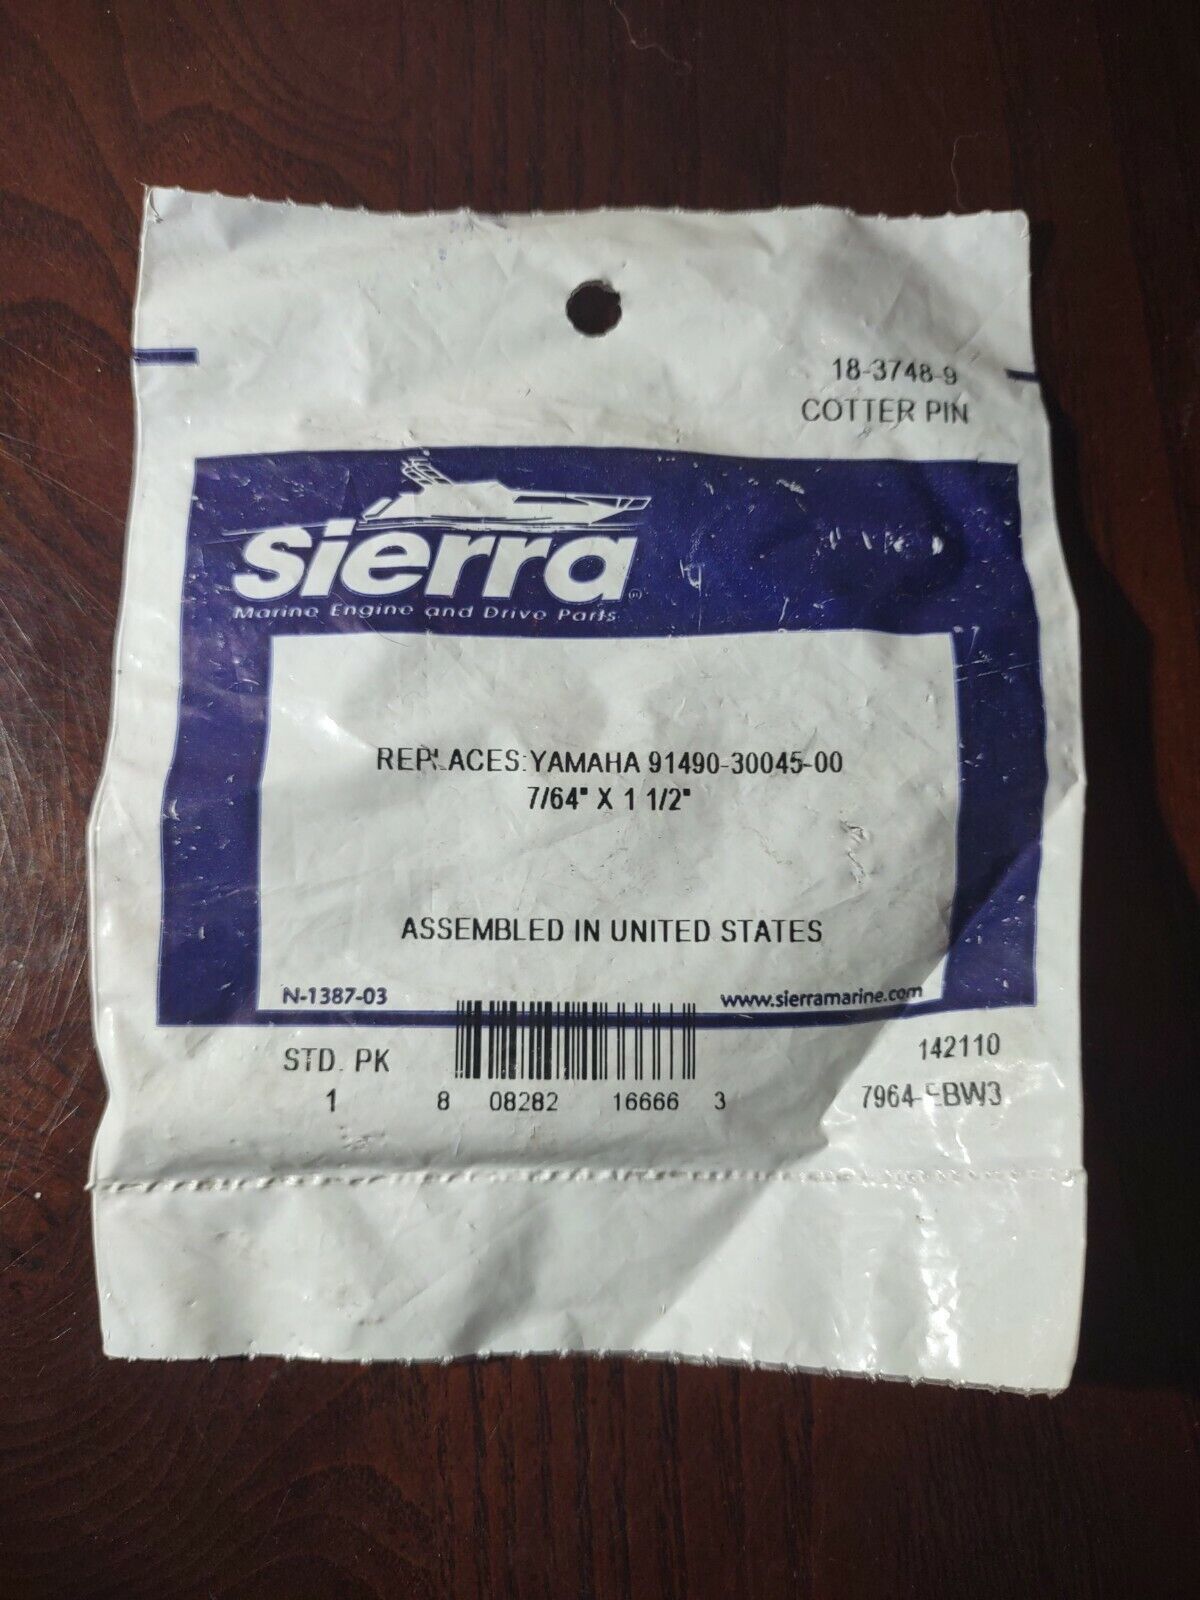 18-3748-9
COTTER PIN
Sierra®
Marine Engine and Drive Parts
REPLACES:YAMAHA 91490-30045-00
7/64" X 1 1/2"
ASSEMBLED IN UNITED STATES
N-1387-03
www.sierramarine.com
STD. PK
1
8 08282 16666 3
142110
7964-EBW3